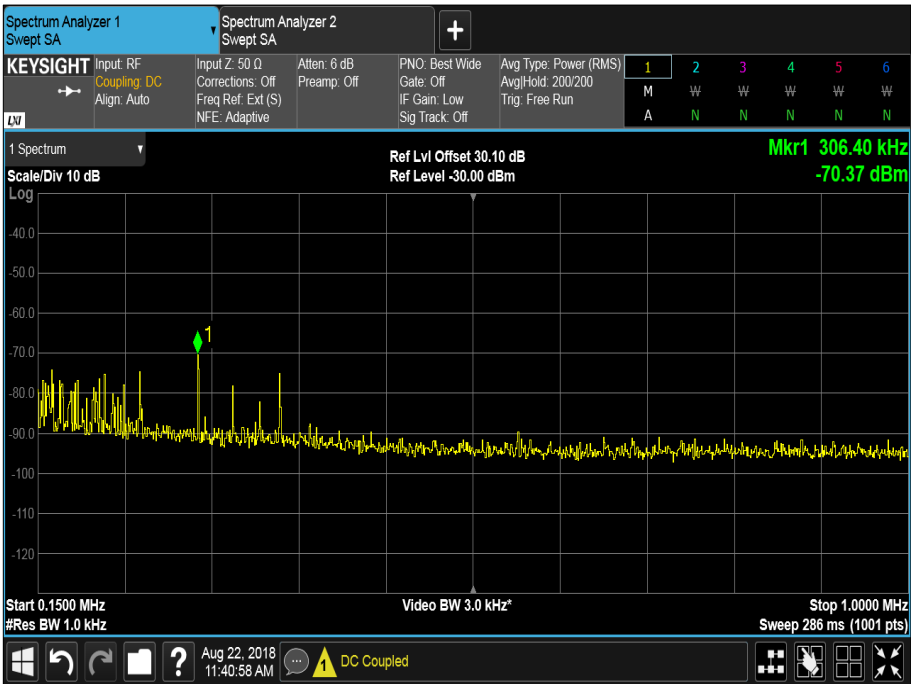 Spectrum Analyzer 1
Swept SA
Spectrum Analyzer 2
Swept SA
+
KEYSIGHT
LXI
Input: RF
Coupling: DC
Align: Auto
Input Z: 50 Ω
Corrections: Off
Freq Ref: Ext (S)
NFE: Adaptive
Atten: 6 dB
Preamp: Off
PNO: Best Wide
Gate: Off
IF Gain: Low
Sig Track: Off
Avg Type: Power (RMS)
Avg|Hold: 200/200
Trig: Free Run
1 2 3 4 5 6
M W W W W W
A N N N N N
1 Spectrum
Scale/Div 10 dB
Ref Lvl Offset 30.10 dB
Ref Level -30.00 dBm
Mkr1 306.40 kHz
-70.37 dBm
Log
-40.0
-50.0
-60.0
1
-70.0
-80.0
-90.0
-100
-110
-120
Start 0.1500 MHz
#Res BW 1.0 kHz
Video BW 3.0 kHz*
Stop 1.0000 MHz
Sweep 286 ms (1001 pts)
?
Aug 22, 2018
11:40:58 AM
1
DC Coupled